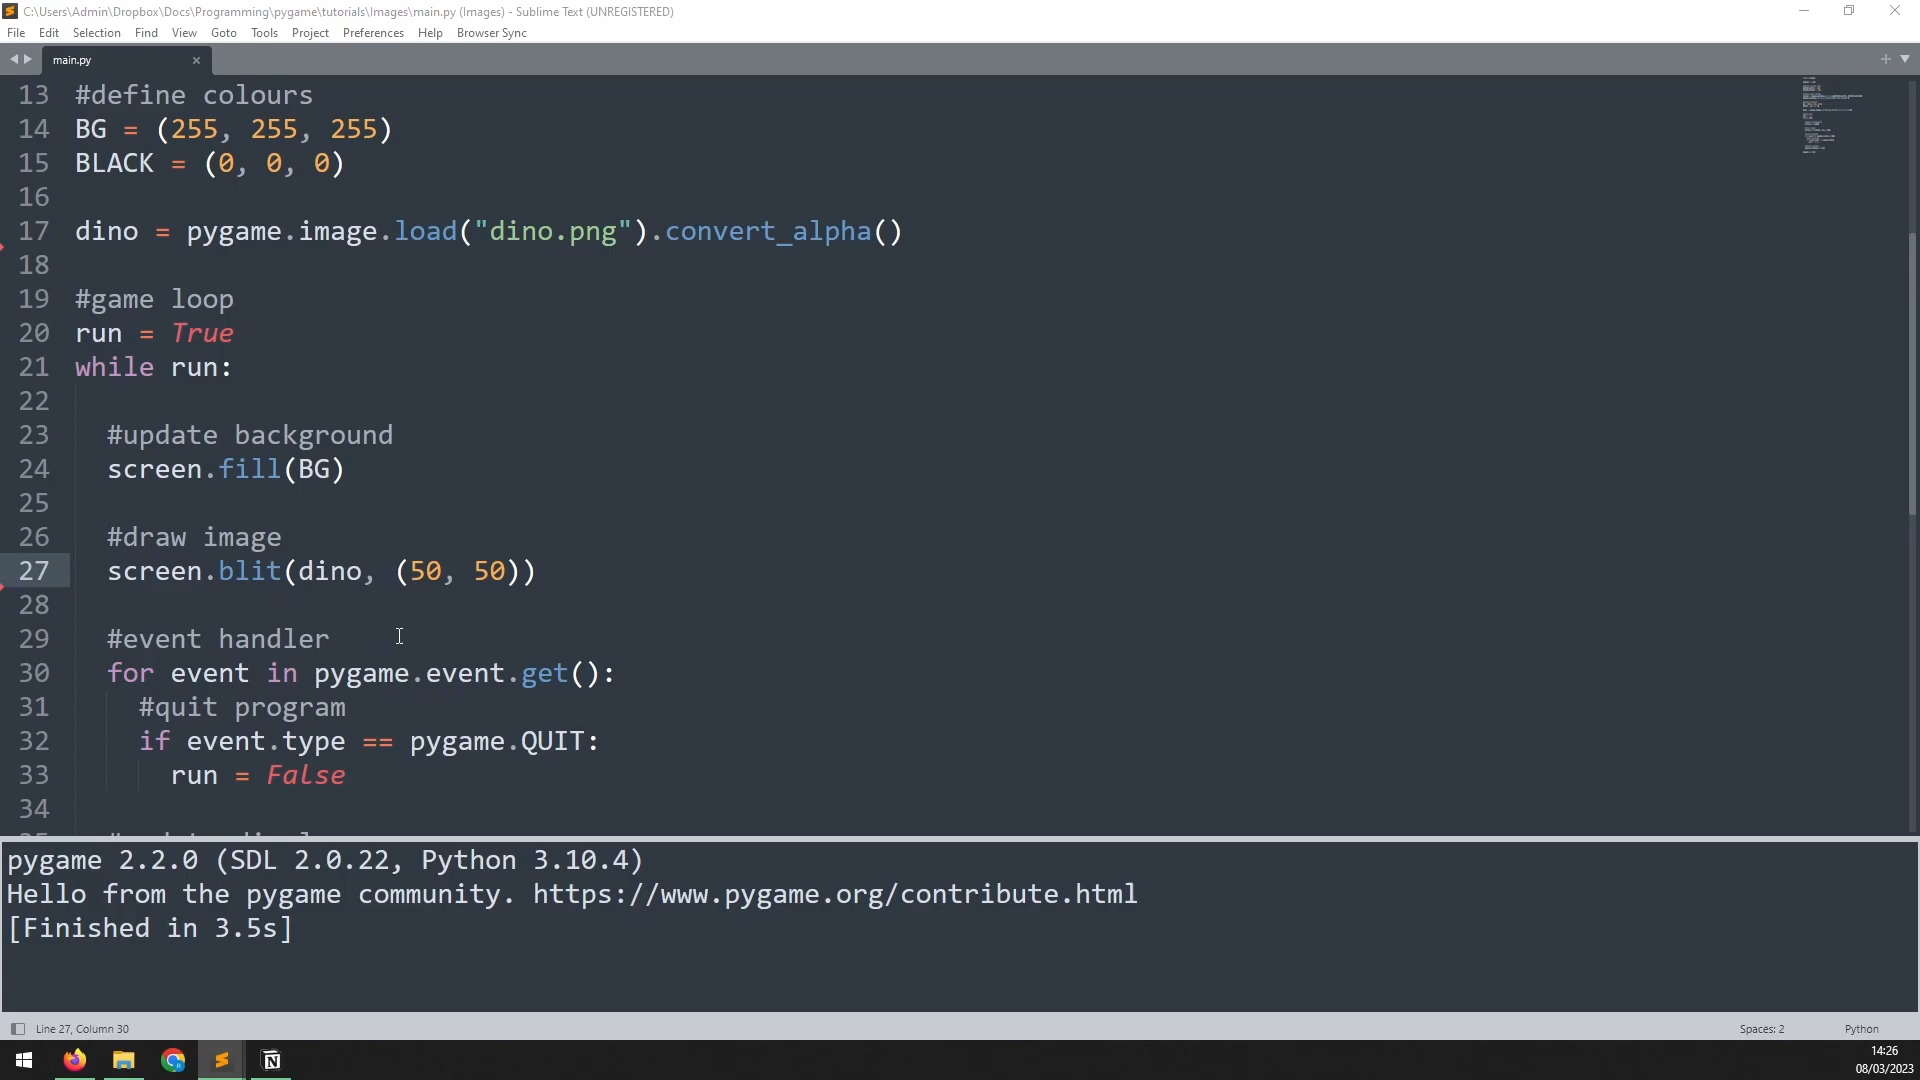 C:\Users\Admin\Dropbox\Docs\Programming\pygame\tutorials\Images\main.py (Images) - Sublime Text (UNREGISTERED)
File Edit Selection Find View Goto Tools Project Preferences Help Browser Sync
main.py
13 #define colours
14 BG = (255, 255, 255)
15 BLACK = (0, 0, 0)
16
17 dino = pygame.image.load("dino.png").convert_alpha()
18
19 #game loop
20 run = True
21 while run:
22
23 #update background
24 screen.fill(BG)
25
26 #draw image
27 screen.blit(dino, (50, 50))
28
29 #event handler
30 for event in pygame.event.get():
31 #quit program
32 if event.type == pygame.QUIT:
33 run = False
34
pygame 2.2.0 (SDL 2.0.22, Python 3.10.4)
Hello from the pygame community. https://www.pygame.org/contribute.html
[Finished in 3.5s]
Line 27, Column 30
Spaces: 2
Python
14:26
08/03/2023